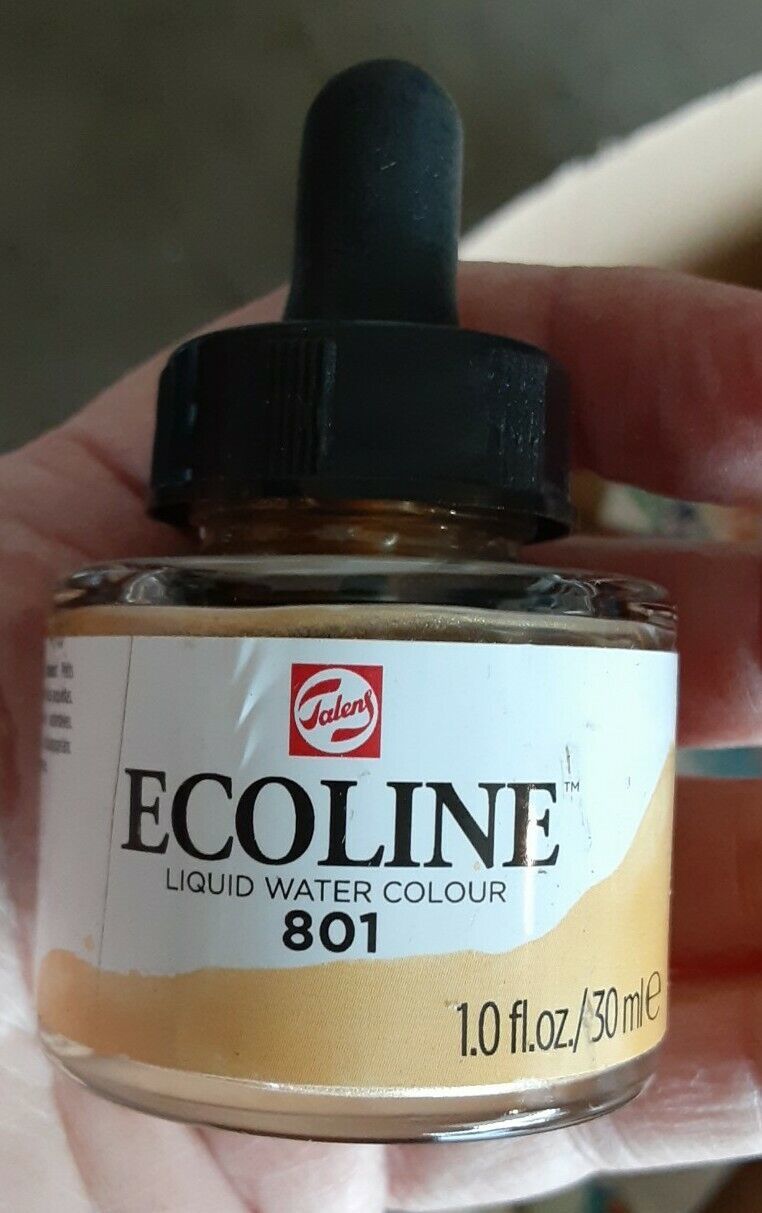 Talens
ECOLINE™
LIQUID WATER COLOUR
801
1.0 fl.oz./30 ml e